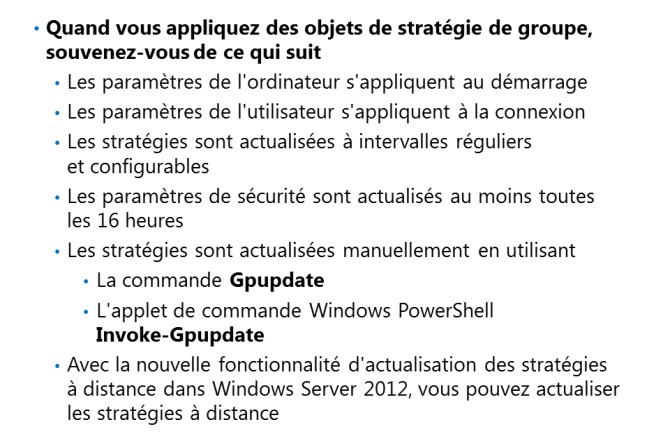 • Quand vous appliquez des objets de stratégie de groupe,
souvenez-vous de ce qui suit
• Les paramètres de l'ordinateur s'appliquent au démarrage
• Les paramètres de l'utilisateur s'appliquent à la connexion
• Les stratégies sont actualisées à intervalles réguliers
et configurables
• Les paramètres de sécurité sont actualisés au moins toutes
les 16 heures
• Les stratégies sont actualisées manuellement en utilisant
• La commande Gpupdate
• L'applet de commande Windows PowerShell
Invoke-Gpupdate
• Avec la nouvelle fonctionnalité d'actualisation des stratégies
à distance dans Windows Server 2012, vous pouvez actualiser
les stratégies à distance